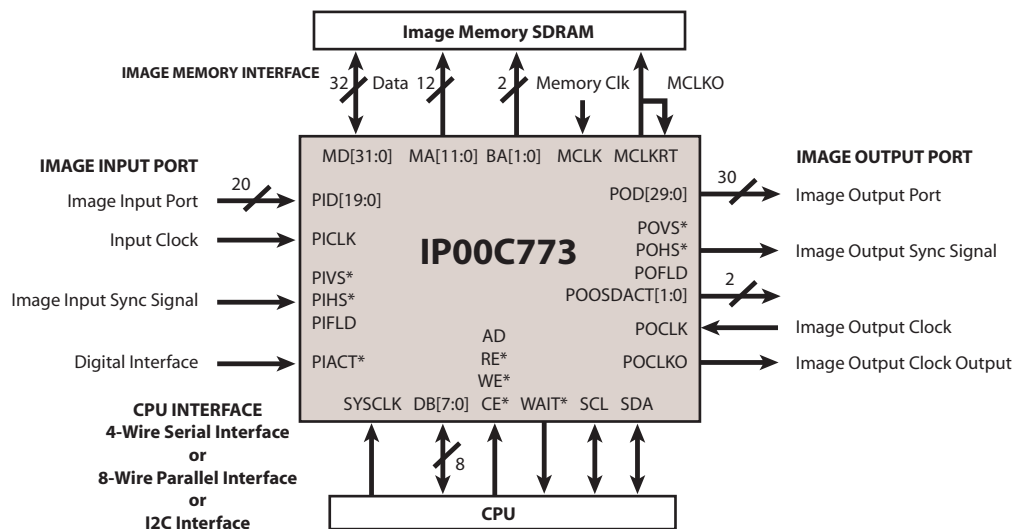 Image Memory SDRAM
IMAGE MEMORY INTERFACE
32 Data 12 2 Memory Clk MCLKO
MD[31:0] MA[11:0] BA[1:0] MCLK MCLKRT
IMAGE INPUT PORT
20
Image Input Port
PID[19:0]
Input Clock
PICLK
PIVS*
Image Input Sync Signal
PIHS*
PIFLD
Digital Interface
PIACT*
IP00C773
IMAGE OUTPUT PORT
POD[29:0]
30
Image Output Port
POVS*
POHS*
Image Output Sync Signal
POFLD
POOSDACT[1:0]
2
POCLK
Image Output Clock
POCLKO
Image Output Clock Output
AD
RE*
WE*
SYSCLK DB[7:0] CE* WAIT* SCL SDA
CPU INTERFACE
4-Wire Serial Interface
or
8-Wire Parallel Interface
or
I2C Interface
8
CPU